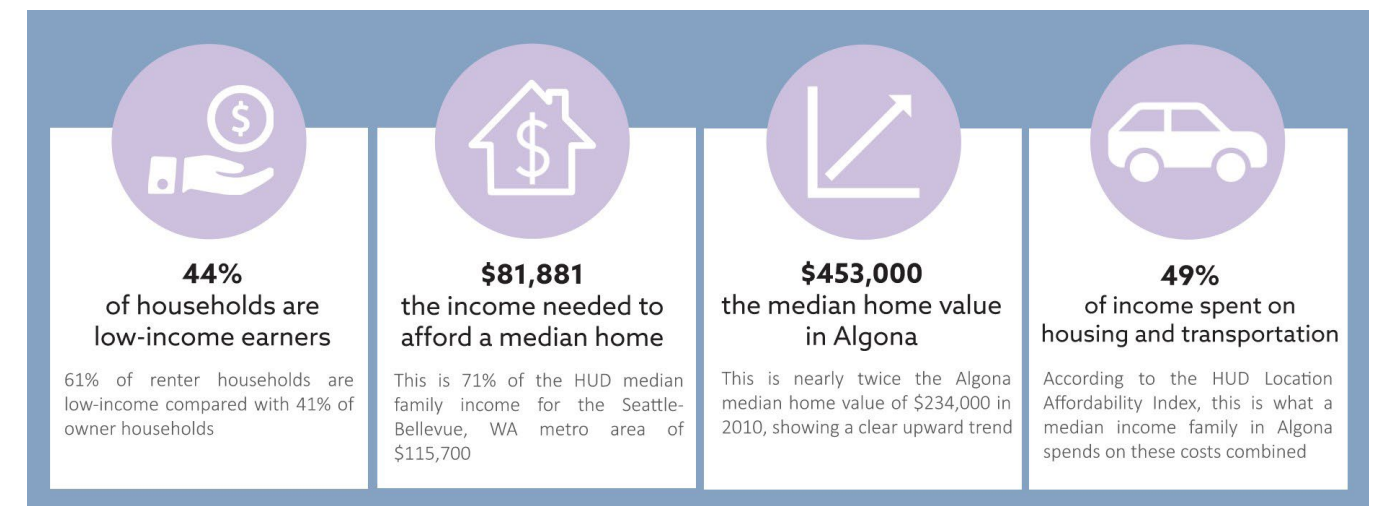 $
$
44%
of households are
low-income earners
61% of renter households are
low-income compared with 41% of
owner households
$81,881
the income needed to
afford a median home
This is 71% of the HUD median
family income for the Seattle-
Bellevue, WA metro area of
$115,700
$453,000
the median home value
in Algona
This is nearly twice the Algona
median home value of $234,000 in
2010, showing a clear upward trend
49%
of income spent on
housing and transportation
According to the HUD Location
Affordability Index, this is what a
median income family in Algona
spends on these costs combined